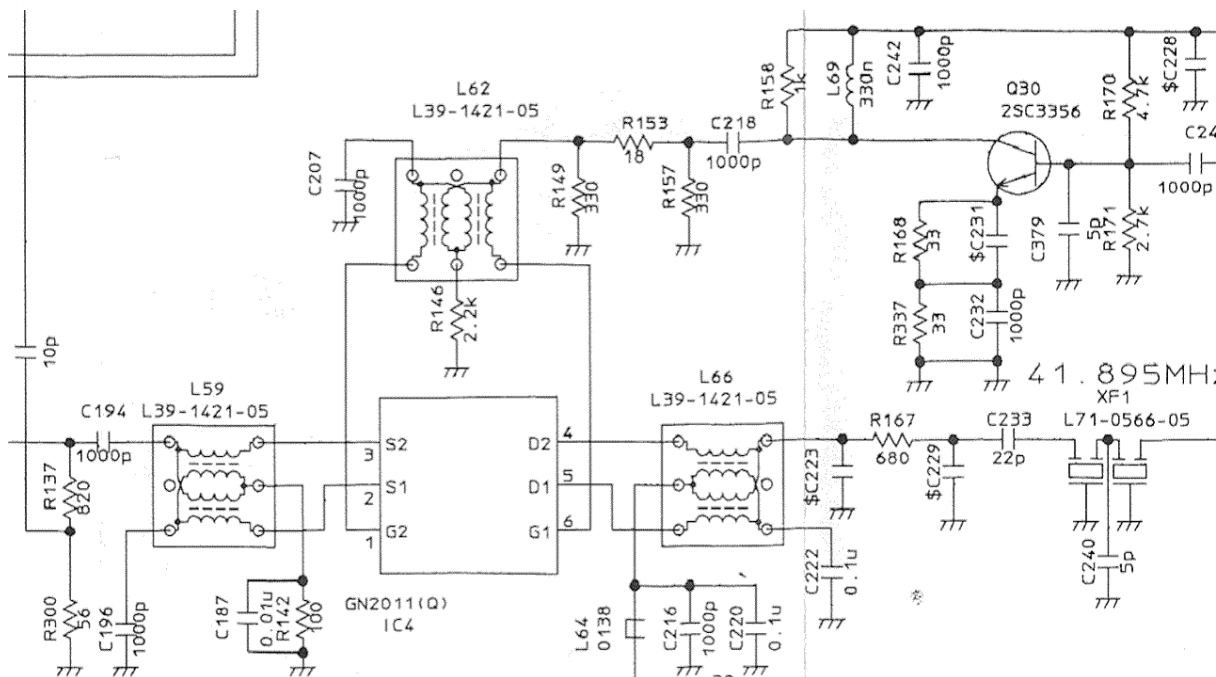 L62
L39-1421-05
C207
1000p
R149
330
R153
18
R157
330
C218
1000p
R158
1k
L69
330n
C242
1000p
Q30
2SC3356
R170
4.7k
$C228
C24
1000p
R168
33
$C231
C379
5p
R171
2.7k
R337
33
C232
1000p
R146
2.2k
10p
L59
L39-1421-05
C194
1000p
R137
820
R300
56
C196
1000p
C187
0.01u
R142
100
S2
3
S1
2
G2
1
D2
4
D1
5
G1
6
GN2011(Q)
IC4
L66
L39-1421-05
L64
0138
C216
1000p
C220
0.1u
C222
0.1u
$C223
R167
680
$C229
C233
22p
41.895MHz
XF1
L71-0566-05
C240
5p